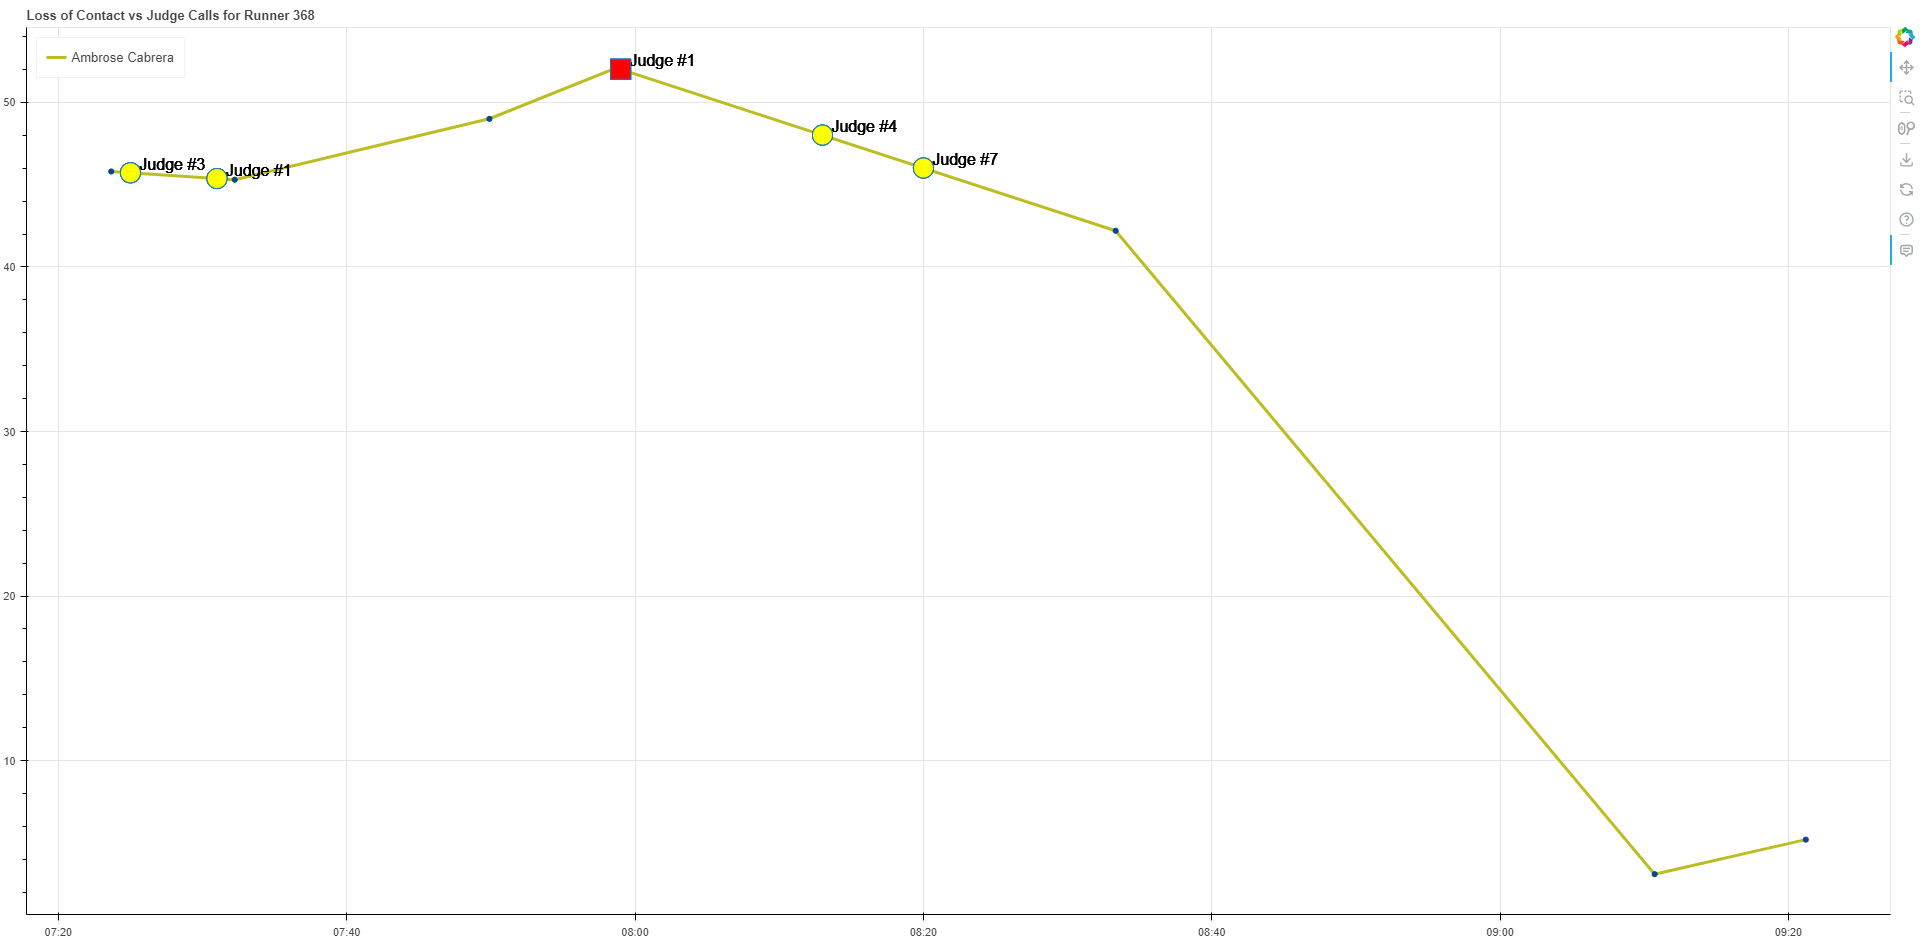 Loss of Contact vs Judge Calls for Runner 368
Ambrose Cabrera
Judge #1
Judge #4
Judge #7
Judge #3
Judge #1
50
40
30
20
10
07:20
07:40
08:00
08:20
08:40
09:00
09:20